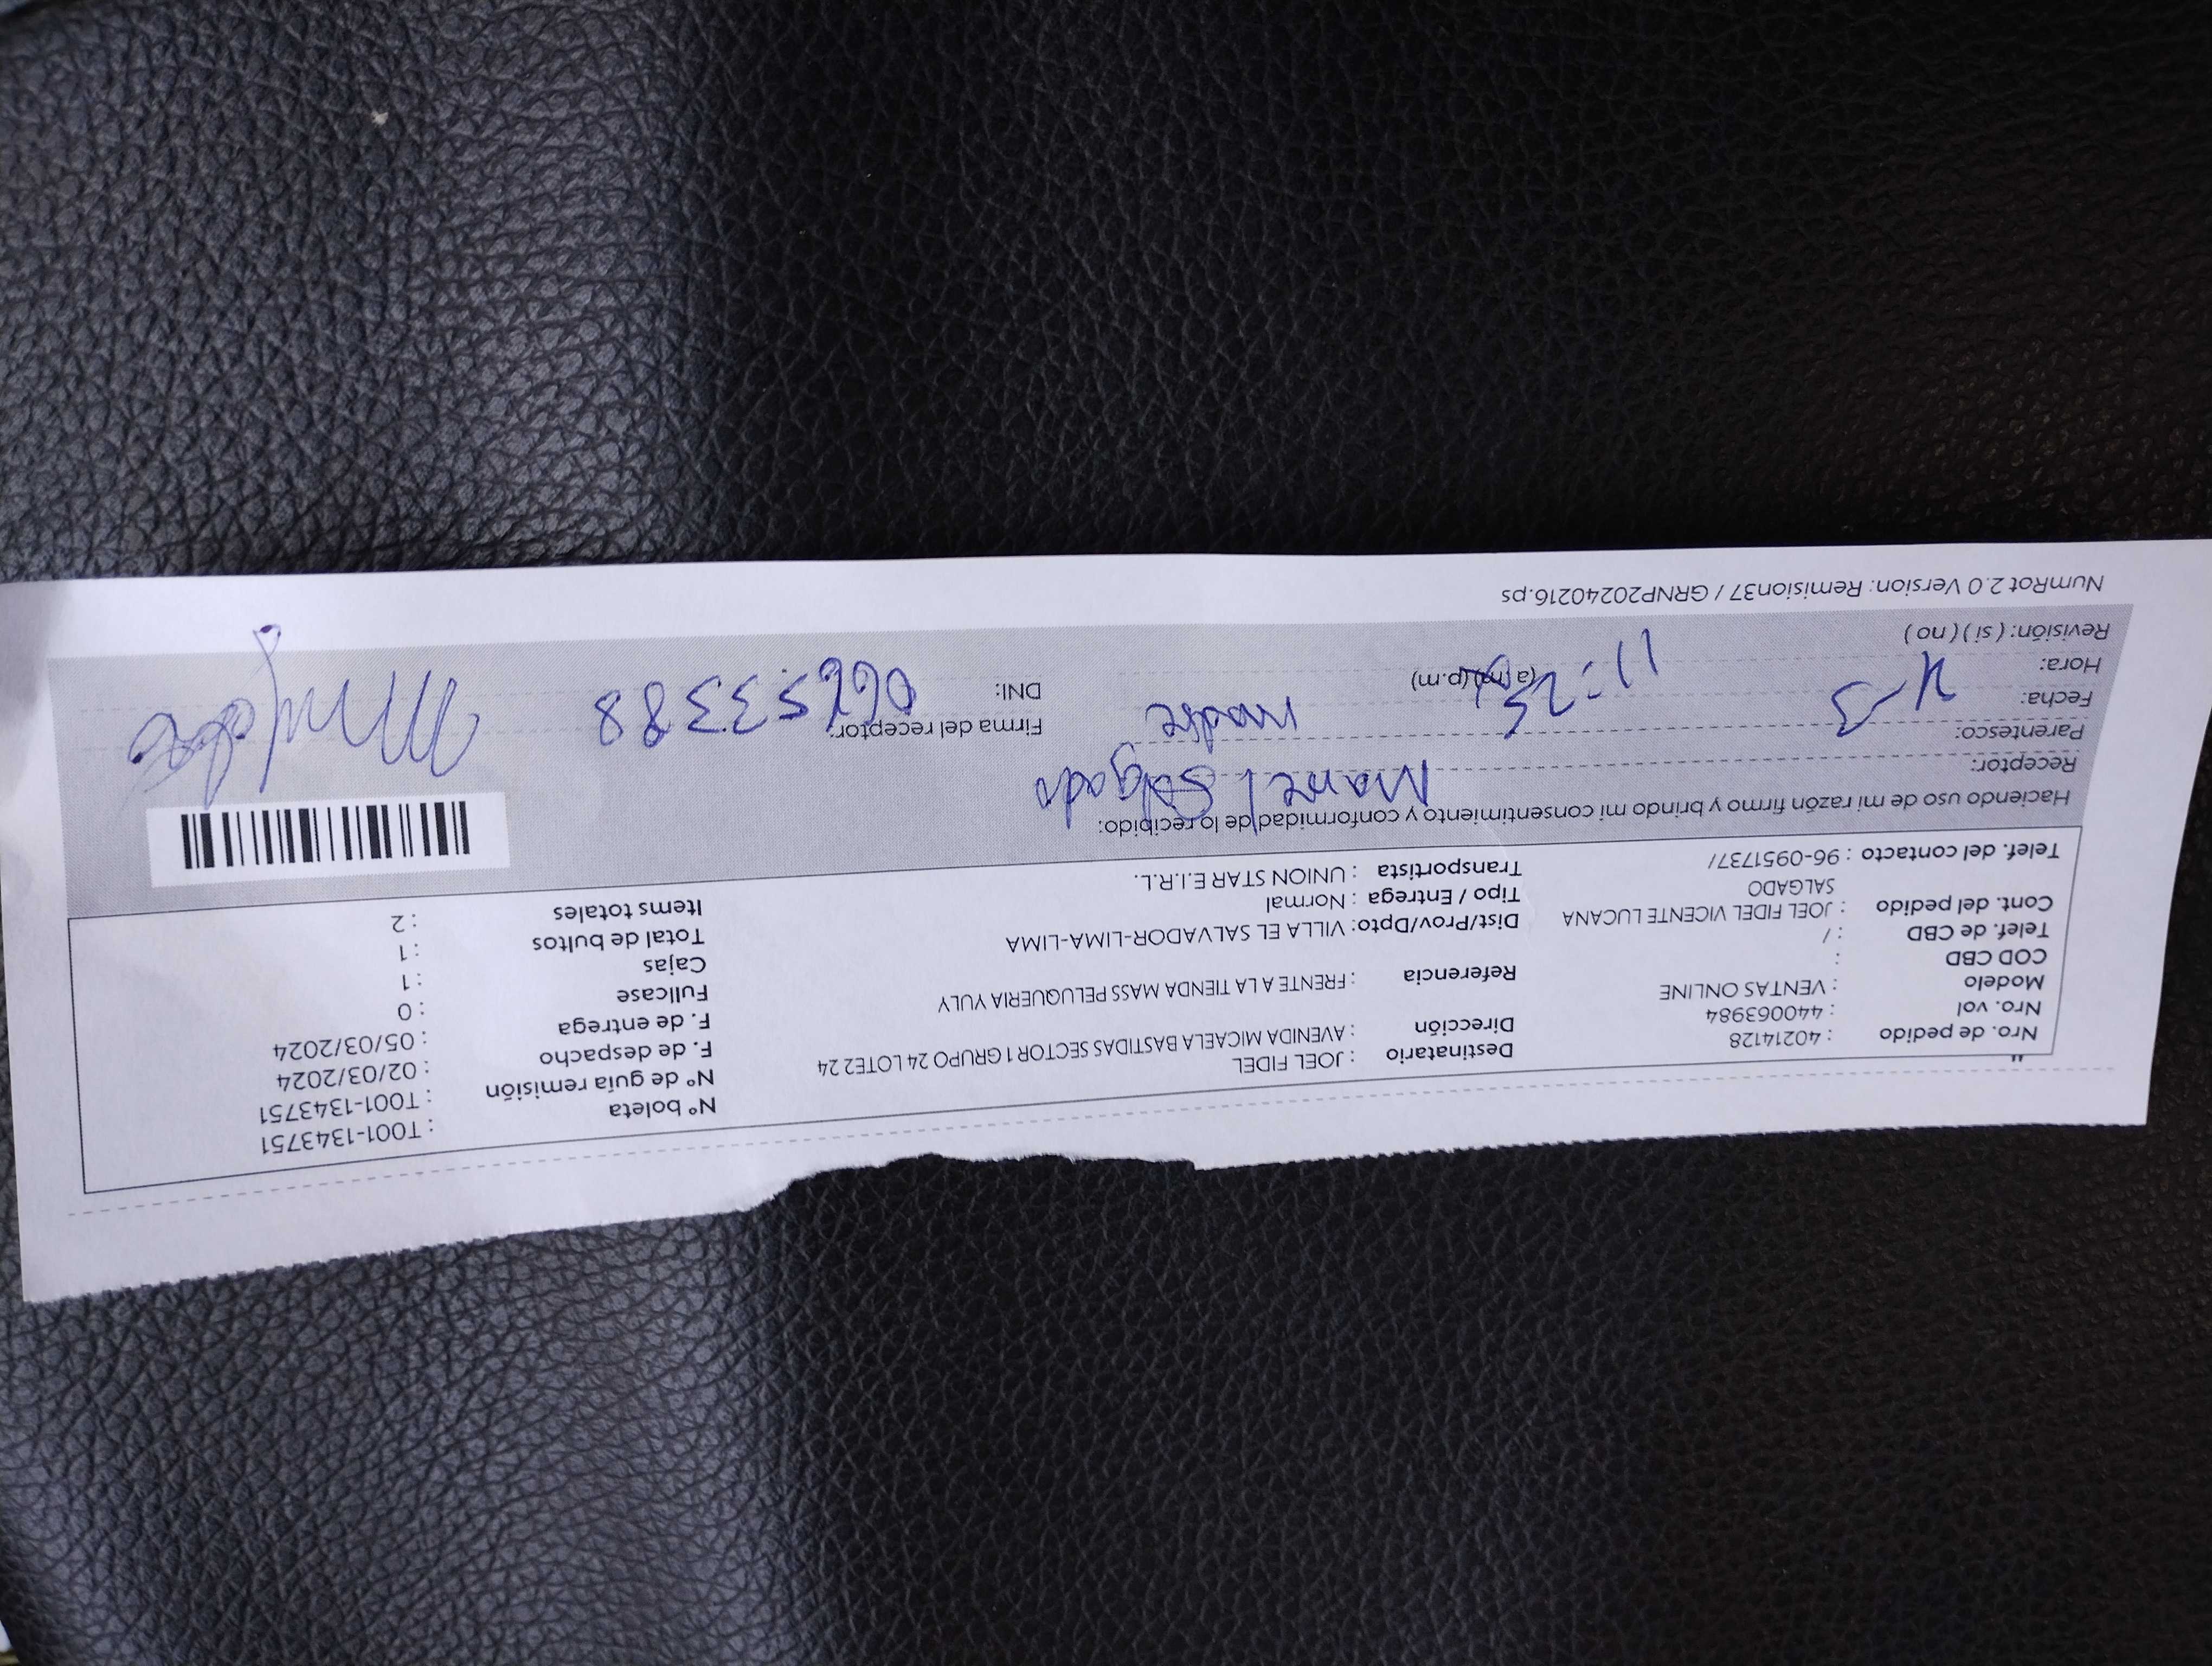 Nro. de pedido : 40214128
Nro. vol : 440063984
Modelo : VENTAS ONLINE
COD CBD :
Telef. de CBD : /
Cont. del pedido : JOEL FIDEL VICENTE LUCANA
SALGADO
Telef. del contacto : 96-0951737/
Destinatario : JOEL FIDEL
Dirección : AVENIDA MICAELA BASTIDAS SECTOR 1 GRUPO 24 LOTE2 24
Referencia : FRENTE A LA TIENDA MASS PELUQUERIA YULY
Dist/Prov/Dpto: VILLA EL SALVADOR-LIMA-LIMA
Tipo / Entrega : Normal
Transportista : UNION STAR E.I.R.L.
Nº boleta : T001-1343751
Nº de guía remisión : T001-1343751
F. de despacho : 02/03/2024
F. de entrega : 05/03/2024
Fullcase : 0
Cajas : 1
Total de bultos : 1
Items totales : 2
Haciendo uso de mi razón firmo y brindo mi consentimiento y conformidad de lo recibido:
Receptor: Salgado
Parentesco: madre
Fecha: 4-3
Hora: 11:25 (a.m) (p.m)
Revisión: ( si ) ( no )
Firma del receptor:
DNI: 06653388
NumRot 2.0 Version: Remision37 / GRNP20240216.ps